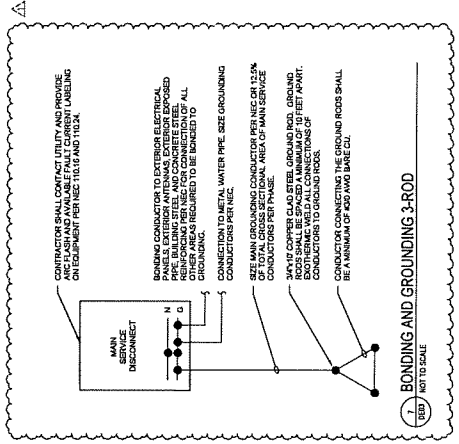 CONTRACTOR SHALL CONTACT UTILITY AND PROVIDE
ARC FLASH AND AVAILABLE FAULT CURRENT LABELING
ON EQUIPMENT PER NEC 110.16 AND 110.24.
MAIN
SERVICE
DISCONNECT
N
G
BONDING CONDUCTOR TO EXTERIOR ELECTRICAL
PANELS, EXTERIOR ANTENNAS, EXTERIOR EXPOSED
PIPE, BUILDING STEEL AND CONCRETE STEEL
REINFORCING PER NEC FOR CONNECTION OF ALL
OTHER AREAS REQUIRED TO BE BONDED TO
GROUNDING.
CONNECTION TO METAL WATER PIPE, SIZE GROUNDING
CONDUCTORS PER NEC.
SIZE MAIN GROUNDING CONDUCTOR PER NEC OR 12.5%
OF TOTAL CROSS SECTIONAL AREA OF MAIN SERVICE
CONDUCTORS PER PHASE.
3/4"x10' COPPER CLAD STEEL GROUND ROD, GROUND
RODS SHALL BE SPACED A MINIMUM OF 10 FEET APART.
EXOTHERMIC WELD ALL CONNECTIONS OF
CONDUCTORS TO GROUND RODS.
CONDUCTOR CONNECTING THE GROUND RODS SHALL
BE A MINIMUM OF 4/0 AWG BARE CU.
7 BONDING AND GROUNDING 3-ROD
NOT TO SCALE